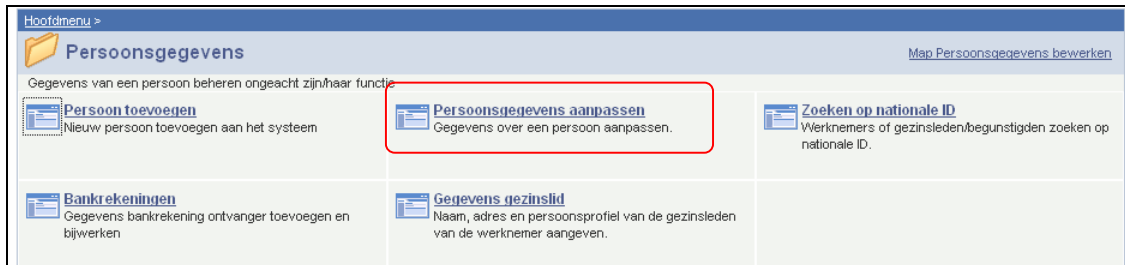 Hoofdmenu >
Persoonsgegevens
Map Persoonsgegevens bewerken
Gegevens van een persoon beheren ongeacht zijn/haar functie
Persoon toevoegen
Nieuw persoon toevoegen aan het systeem
Persoonsgegevens aanpassen
Gegevens over een persoon aanpassen.
Zoeken op nationale ID
Werknemers of gezinsleden/begunstigden zoeken op
nationale ID.
Bankrekeningen
Gegevens bankrekening ontvanger toevoegen en
bijwerken
Gegevens gezinslid
Naam, adres en persoonsprofiel van de gezinsleden
van de werknemer aangeven.